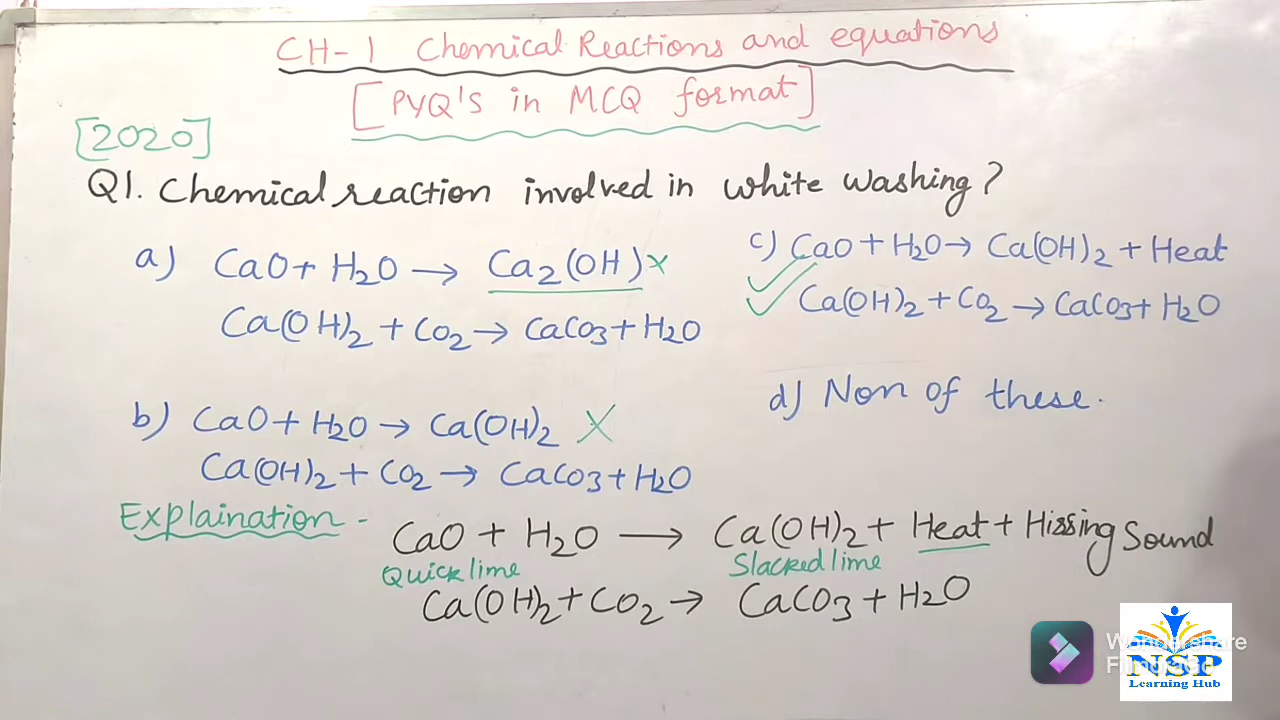 CH-1 Chemical Reactions and equations
[PYQ'S in MCQ format]
[2020]
Q1. Chemical reaction involved in white washing?
a) CaO + H2O → Ca2(OH) ×
Ca(OH)2 + CO2 → CaCO3 + H2O
b) CaO + H2O → Ca(OH)2 ×
Ca(OH)2 + CO2 → CaCO3 + H2O
c) CaO + H2O → Ca(OH)2 + Heat
Ca(OH)2 + CO2 → CaCO3 + H2O
d) Non of these.
Explaination -
CaO + H2O → Ca(OH)2 + Heat + Hissing Sound
Quick lime Slacked lime
Ca(OH)2 + CO2 → CaCO3 + H2O
Wondershare
NSP
Learning Hub